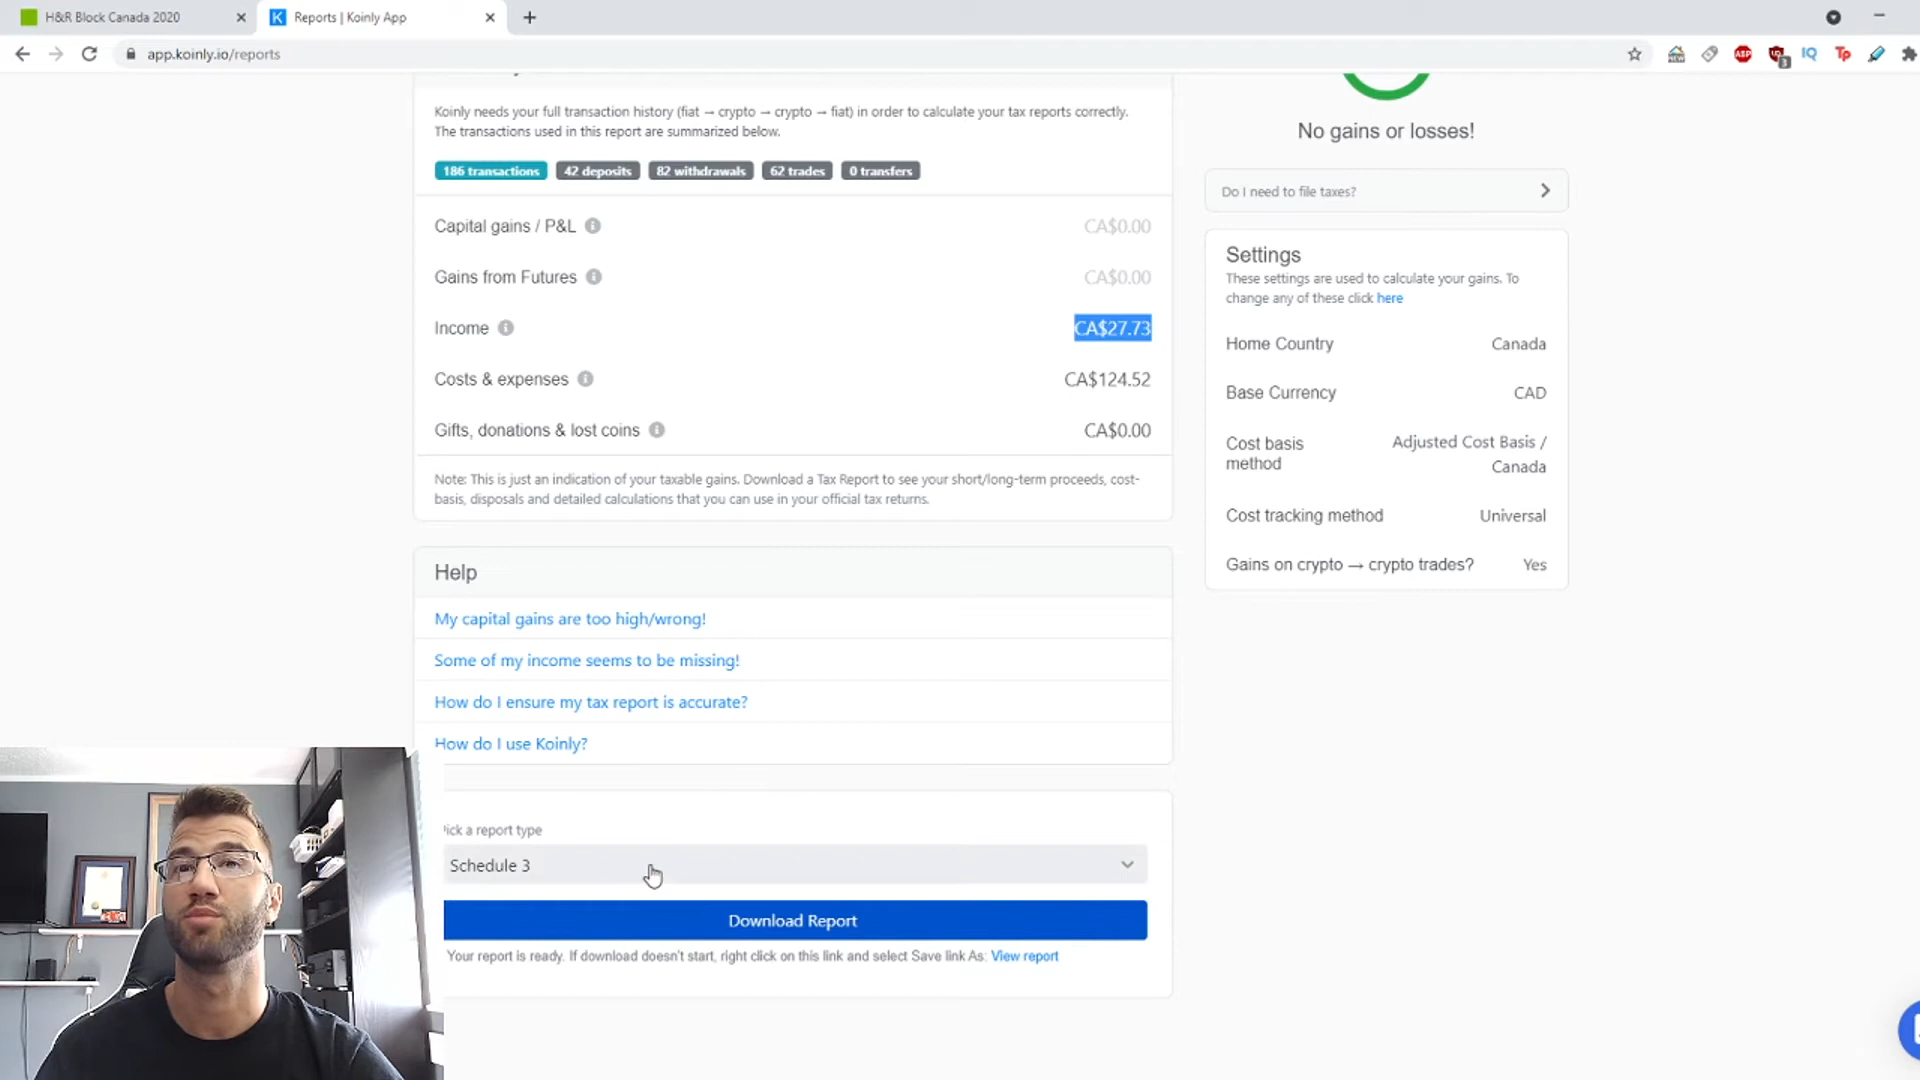 H&R Block Canada 2020
Reports | Koinly App
app.koinly.io/reports
Koinly needs your full transaction history (fiat → crypto → crypto → fiat) in order to calculate your tax reports correctly.
The transactions used in this report are summarized below.
186 transactions 42 deposits 82 withdrawals 62 trades 0 transfers
Capital gains / P&L CA$0.00
Gains from Futures CA$0.00
Income CA$27.73
Costs & expenses CA$124.52
Gifts, donations & lost coins CA$0.00
Note: This is just an indication of your taxable gains. Download a Tax Report to see your short/long-term proceeds, cost-
basis, disposals and detailed calculations that you can use in your official tax returns.
Help
My capital gains are too high/wrong!
Some of my income seems to be missing!
How do I ensure my tax report is accurate?
How do I use Koinly?
ick a report type
Schedule 3
Download Report
Your report is ready. If download doesn't start, right click on this link and select Save link As: View report
No gains or losses!
Do I need to file taxes?
Settings
These settings are used to calculate your gains. To
change any of these click here
Home Country Canada
Base Currency CAD
Cost basis
method
Adjusted Cost Basis /
Canada
Cost tracking method Universal
Gains on crypto → crypto trades? Yes
NEW
ABP
3
IQ
Tp